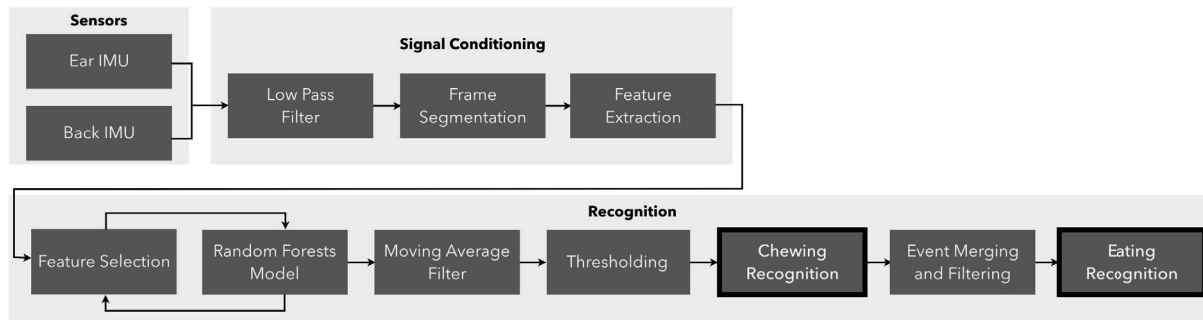 Sensors
Ear IMU
Back IMU
Signal Conditioning
Low Pass
Filter
Frame
Segmentation
Feature
Extraction
Recognition
Feature Selection
Random Forests
Model
Moving Average
Filter
Thresholding
Chewing
Recognition
Event Merging
and Filtering
Eating
Recognition